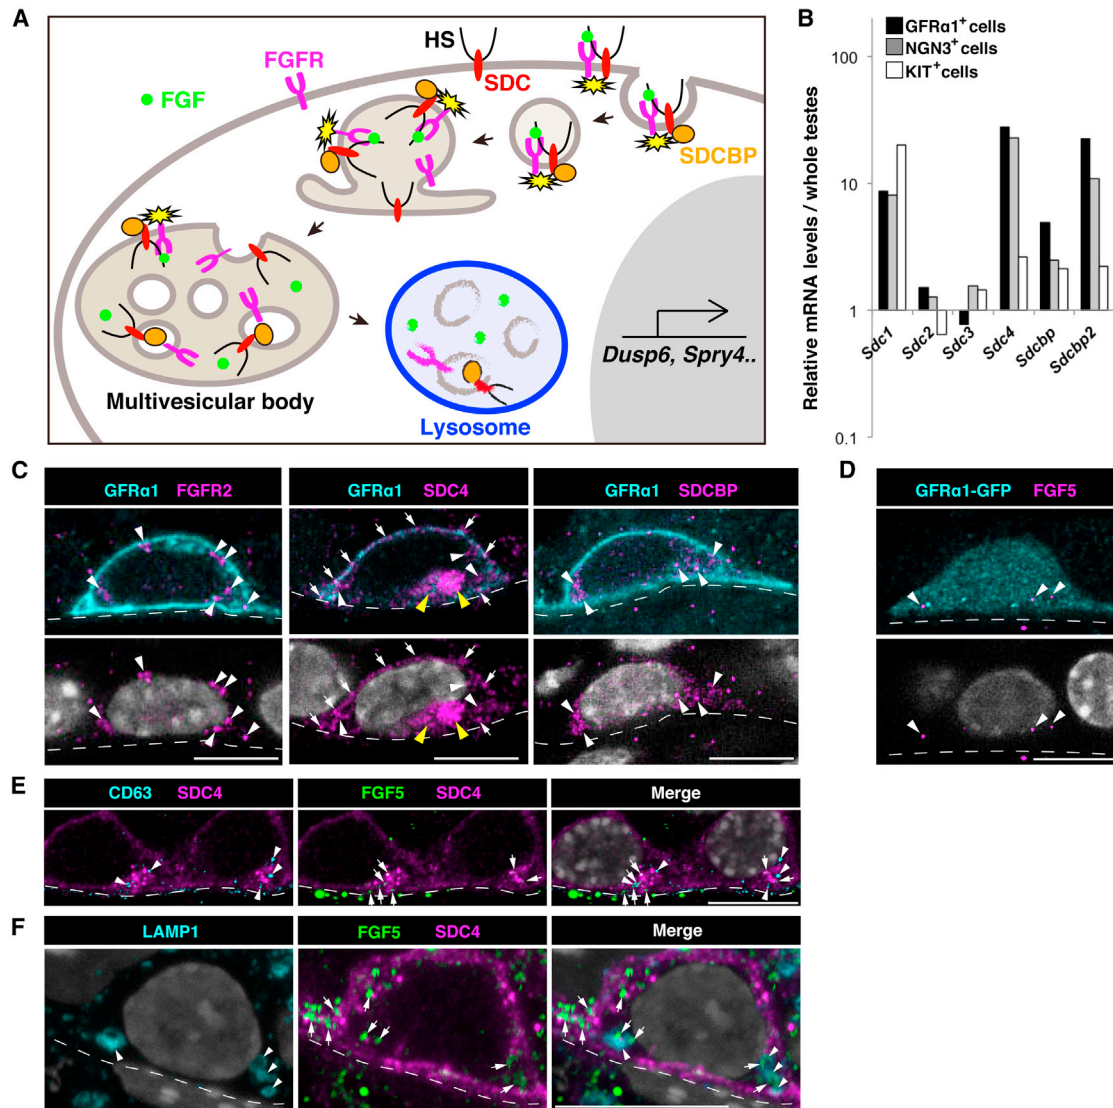 A
HS
FGFR
SDC
FGF
SDCBP
Multivesicular body
Lysosome
Dusp6, Spry4..
B
GFRα1+ cells
NGN3+ cells
KIT+ cells
Relative mRNA levels / whole testes
100
10
1
0.1
Sdc1
Sdc2
Sdc3
Sdc4
Sdcbp
Sdcbp2
C
GFRα1 FGFR2
GFRα1 SDC4
GFRα1 SDCBP
D
GFRα1-GFP FGF5
E
CD63 SDC4
FGF5 SDC4
Merge
F
LAMP1
FGF5 SDC4
Merge